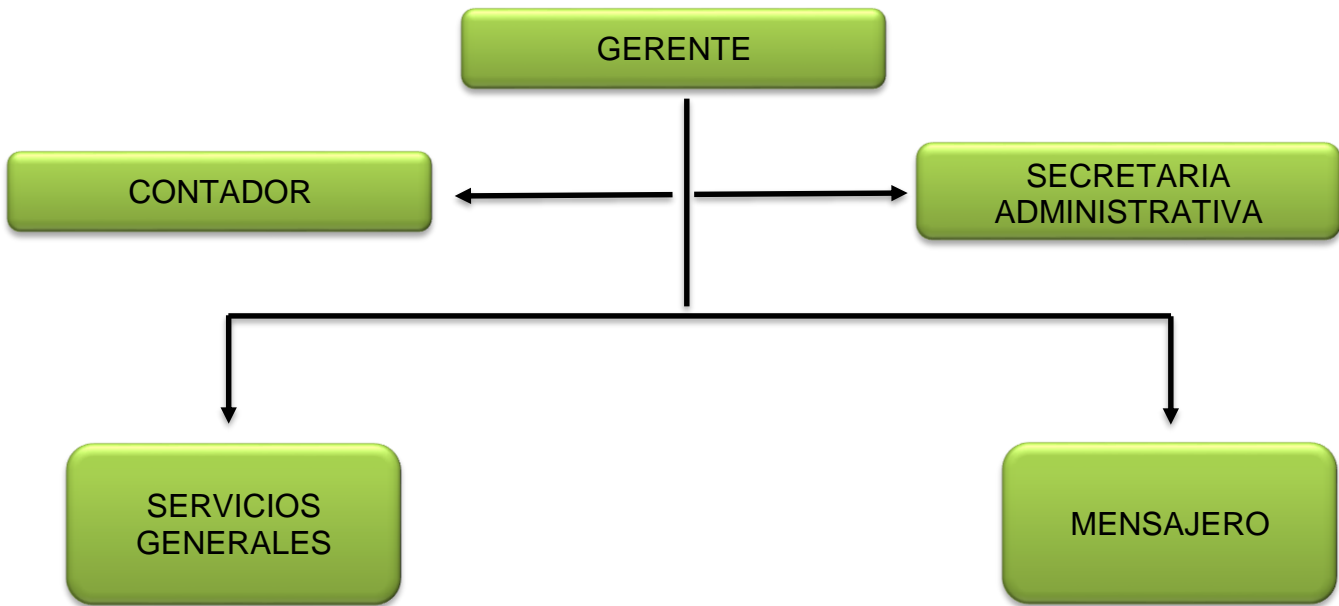 GERENTE
CONTADOR
SECRETARIA
ADMINISTRATIVA
SERVICIOS
GENERALES
MENSAJERO